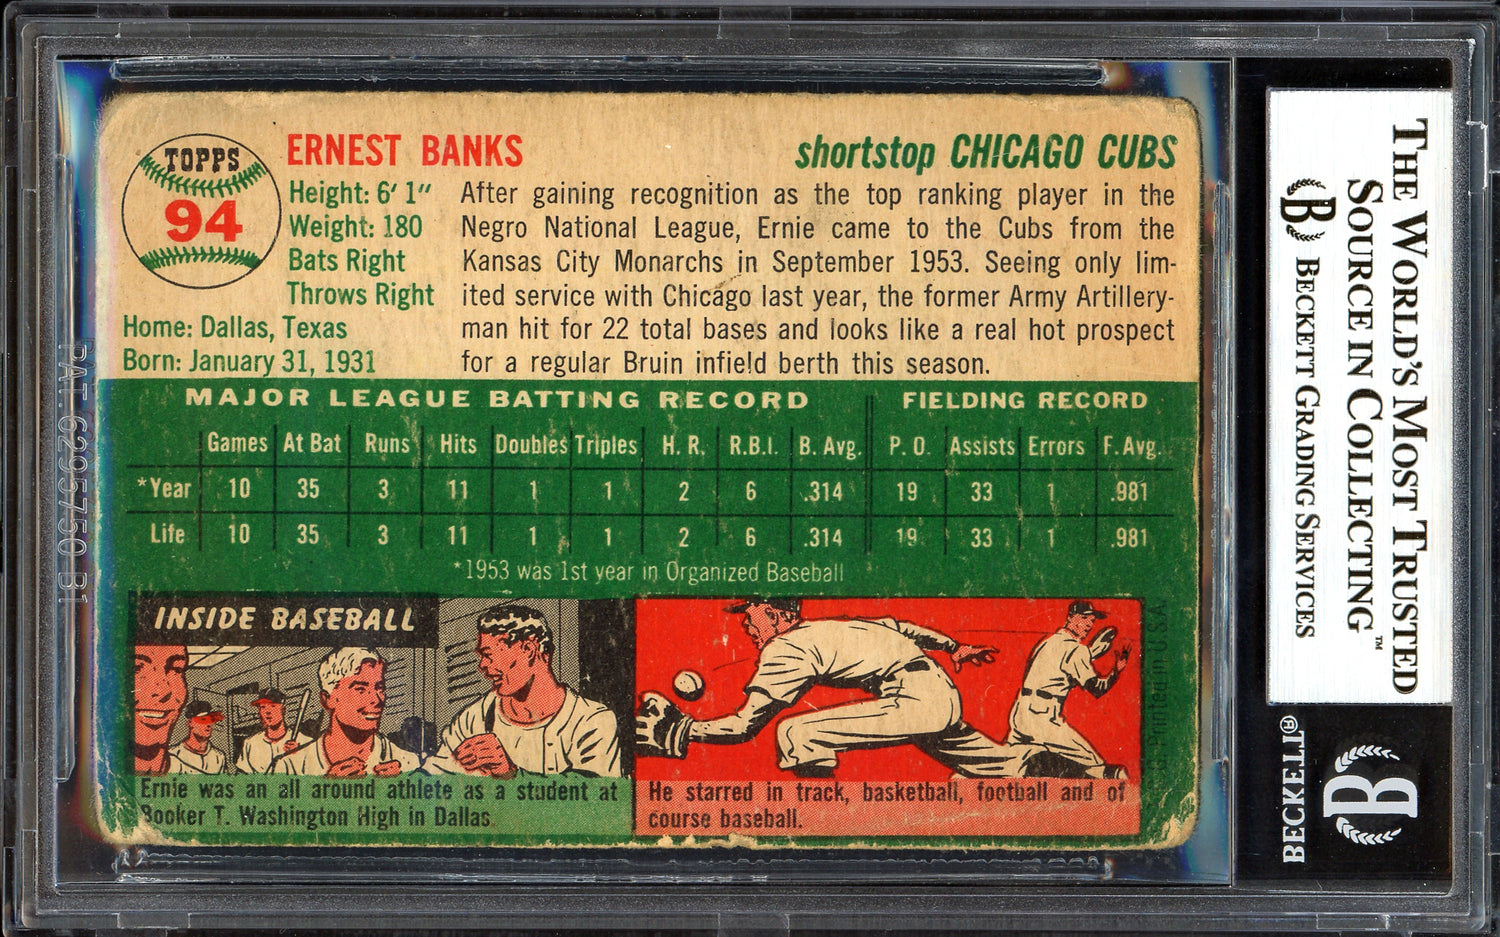 TOPPS
94
ERNEST BANKS
shortstop CHICAGO CUBS
Height: 6' 1"
Weight: 180
Bats Right
Throws Right
Home: Dallas, Texas
Born: January 31, 1931
After gaining recognition as the top ranking player in the
Negro National League, Ernie came to the Cubs from the
Kansas City Monarchs in September 1953. Seeing only lim-
ited service with Chicago last year, the former Army Artillery-
man hit for 22 total bases and looks like a real hot prospect
for a regular Bruin infield berth this season.
MAJOR LEAGUE BATTING RECORD FIELDING RECORD
Games At Bat Runs Hits Doubles Triples H. R. R.B.I. B. Avg. P. O. Assists Errors F. Avg.
*Year 10 35 3 11 1 1 2 6 .314 19 33 1 .981
Life 10 35 3 11 1 1 2 6 .314 19 33 1 .981
*1953 was 1st year in Organized Baseball
INSIDE BASEBALL
Ernie was an all around athlete as a student at
Booker T. Washington High in Dallas.
He starred in track, basketball, football and of
course baseball.
Printed in U.S.A.
PAT. 6295750 B1
THE WORLD'S MOST TRUSTED
SOURCE IN COLLECTING™
B BECKETT GRADING SERVICES
BECKETT®
B